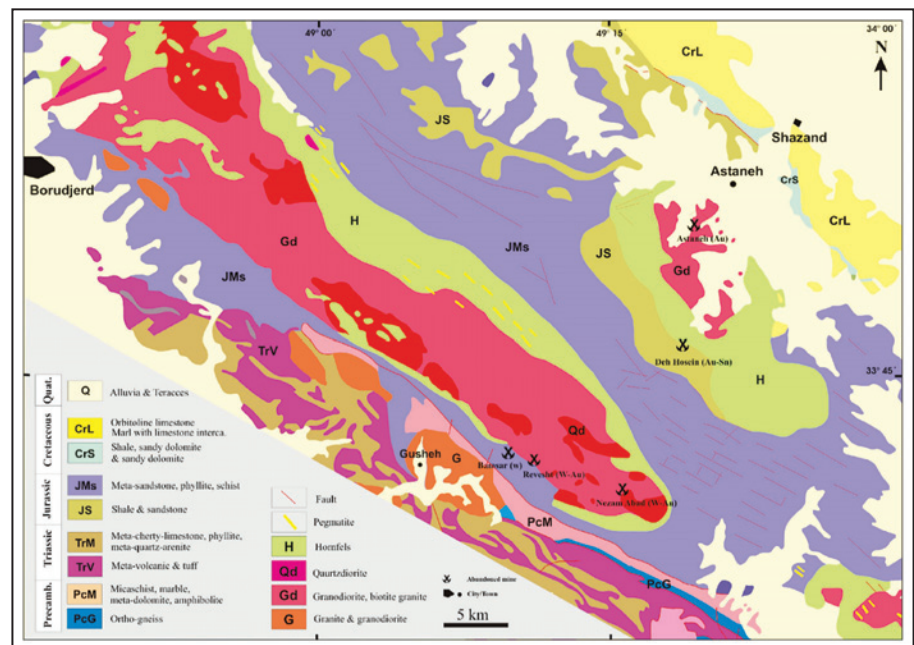 49° 00
49° 15
34° 00
N
CrL
JS
Shazand
Astaneh
CrS
Borudjerd
H
CrL
Gd
JMs
Astaneh (Au)
JS
Gd
JMs
Deh Hosein (Au-Sn)
TrV
33° 45
H
Qd
Gusheh
G
Bamsar (w)
Revesht (W-Au)
Nezam Abad (W-Au)
PcM
PcG
Quat.
Q Alluvia & Teracces
Cretaceous
CrL Orbitoline limestone
Marl with limestone interca.
CrS Shale, sandy dolomite
& sandy dolomite
Jurassic
JMs Meta-sandstone, phyllite, schist
JS Shale & sandstone
Triassic
TrM Meta-cherty-limestone, phyllite,
meta-quartz-arenite
TrV Meta-volcanic & tuff
Precamb.
PcM Micaschist, marble,
meta-dolomite, amphibolite
PcG Ortho-gneiss
Fault
Pegmatite
H Hornfels
Qd Quartzdiorite
Gd Granodiorite, biotite granite
G Granite & granodiorite
Abandoned mine
City/Town
5 km